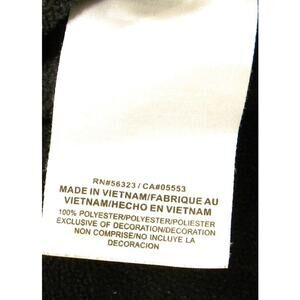 RN#56323 / CA#05553
MADE IN VIETNAM/FABRIQUE AU
VIETNAM/HECHO EN VIETNAM
100% POLYESTER/POLYESTER/POLIESTER
EXCLUSIVE OF DECORATION/DECORATION
NON COMPRISE/NO INCLUYE LA
DECORACION